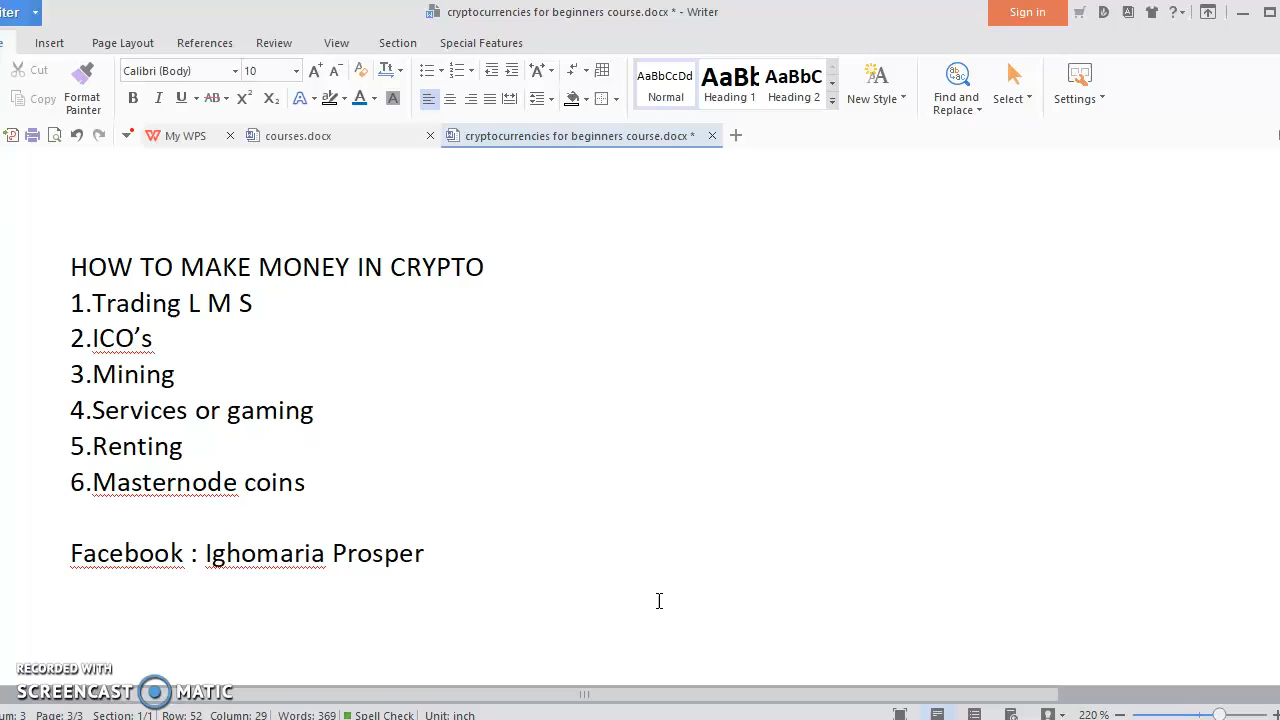 iter
cryptocurrencies for beginners course.docx * - Writer
Sign in
Insert
Page Layout
References
Review
View
Section
Special Features
Cut
Copy
Format
Painter
Calibri (Body)
10
AaBbCcDd
Normal
AaBb
Heading 1
AaBbC
Heading 2
New Style
Find and
Replace
Select
Settings
My WPS
courses.docx
cryptocurrencies for beginners course.docx *
HOW TO MAKE MONEY IN CRYPTO
1.Trading L M S
2.ICO’s
3.Mining
4.Services or gaming
5.Renting
6.Masternode coins
Facebook : Ighomaria Prosper
RECORDED WITH
SCREENCAST MATIC
um: 3 Page: 3/3 Section: 1/1 Row: 52 Column: 29 Words: 369 Spell Check Unit: inch
220 %